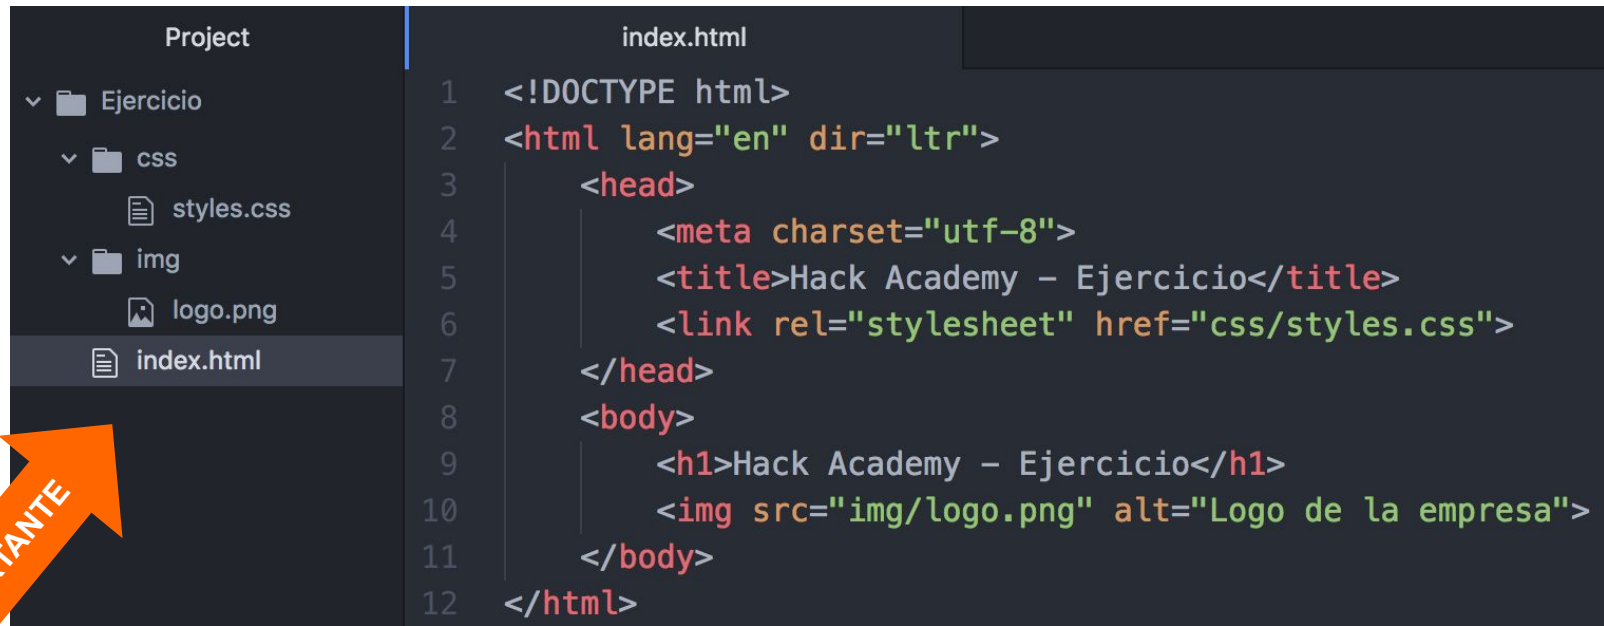 Project
Ejercicio
css
styles.css
img
logo.png
index.html
index.html
1 <!DOCTYPE html>
2 <html lang="en" dir="ltr">
3 <head>
4 <meta charset="utf-8">
5 <title>Hack Academy – Ejercicio</title>
6 <link rel="stylesheet" href="css/styles.css">
7 </head>
8 <body>
9 <h1>Hack Academy – Ejercicio</h1>
10 <img src="img/logo.png" alt="Logo de la empresa">
11 </body>
12 </html>